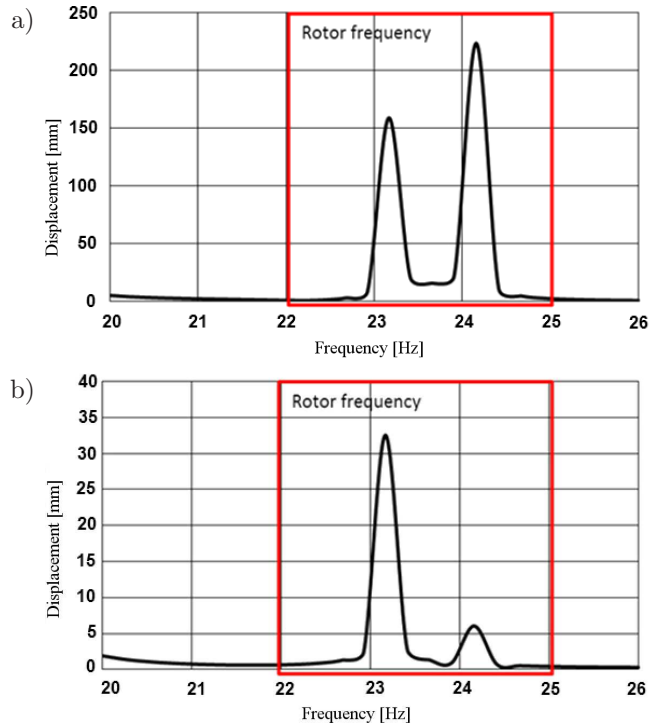 a)
250
Rotor frequency
200
150
100
50
0
Displacement [mm]
20 21 22 23 24 25 26
Frequency [Hz]
b)
40
Rotor frequency
35
30
25
20
15
10
5
0
Displacement [mm]
20 21 22 23 24 25 26
Frequency [Hz]